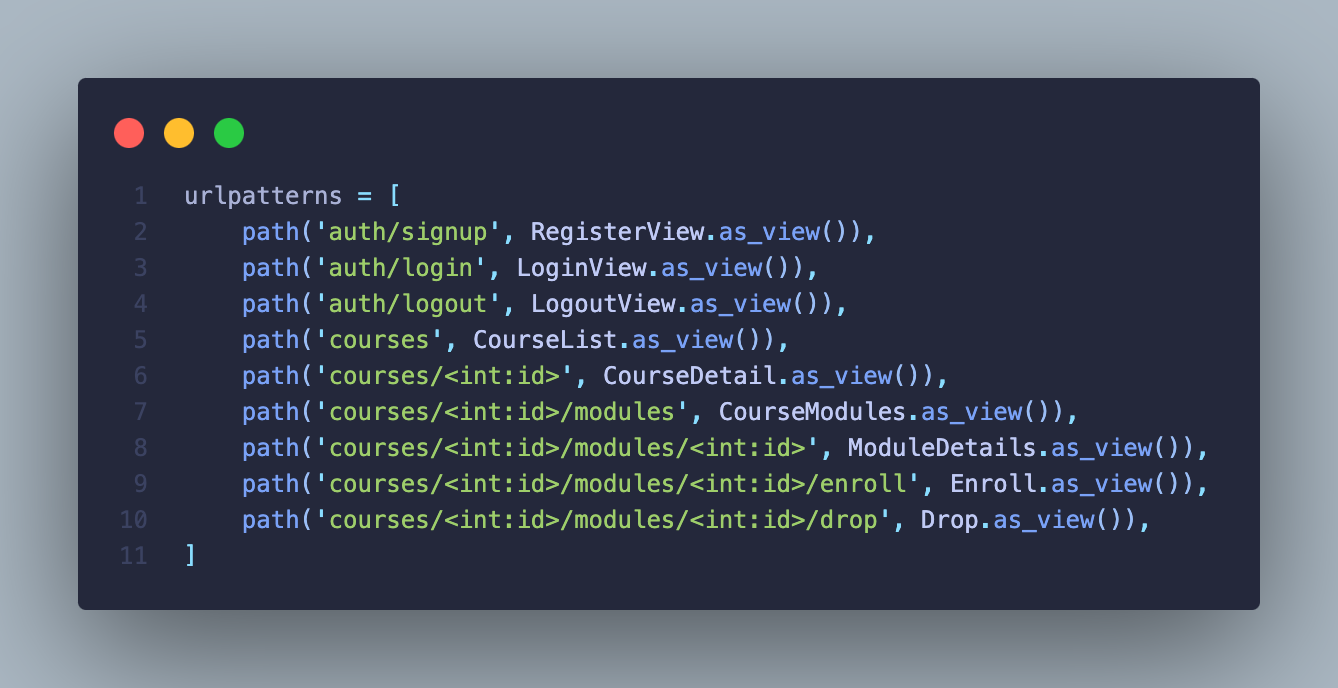 1 urlpatterns = [
2     path('auth/signup', RegisterView.as_view()),
3     path('auth/login', LoginView.as_view()),
4     path('auth/logout', LogoutView.as_view()),
5     path('courses', CourseList.as_view()),
6     path('courses/<int:id>', CourseDetail.as_view()),
7     path('courses/<int:id>/modules', CourseModules.as_view()),
8     path('courses/<int:id>/modules/<int:id>', ModuleDetails.as_view()),
9     path('courses/<int:id>/modules/<int:id>/enroll', Enroll.as_view()),
10     path('courses/<int:id>/modules/<int:id>/drop', Drop.as_view()),
11 ]